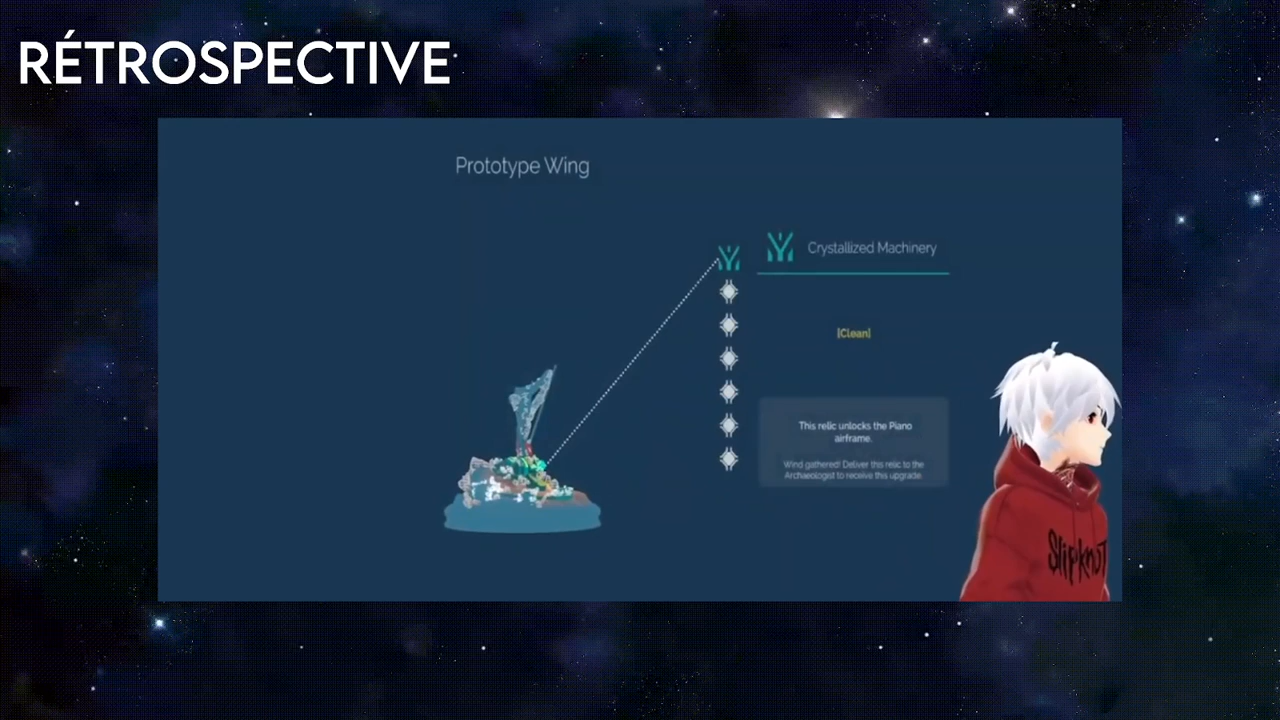 RÉTROSPECTIVE
Prototype Wing
Crystallized Machinery
[Clean]
This relic unlocks the Piano
airframe.
Wind gathered! Deliver this relic to the
Archaeologist to receive this upgrade.
Slipknot